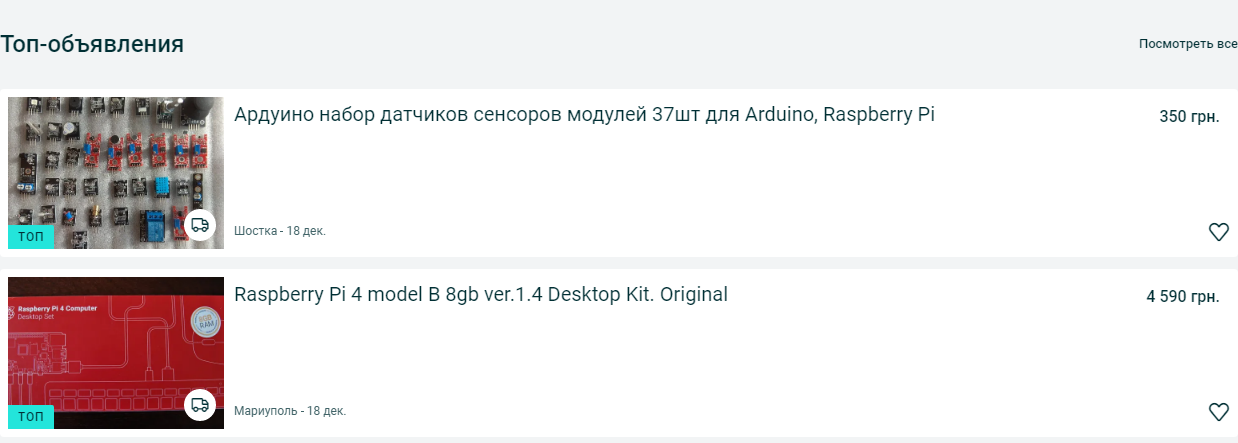 Топ-объявления
Посмотреть все
Ардуино набор датчиков сенсоров модулей 37шт для Arduino, Raspberry Pi
350 грн.
ТОП
Шостка - 18 дек.
Raspberry Pi 4 model B 8gb ver.1.4 Desktop Kit. Original
4 590 грн.
Raspberry Pi 4 Computer
Desktop Set
RAM
ТОП
Мариуполь - 18 дек.